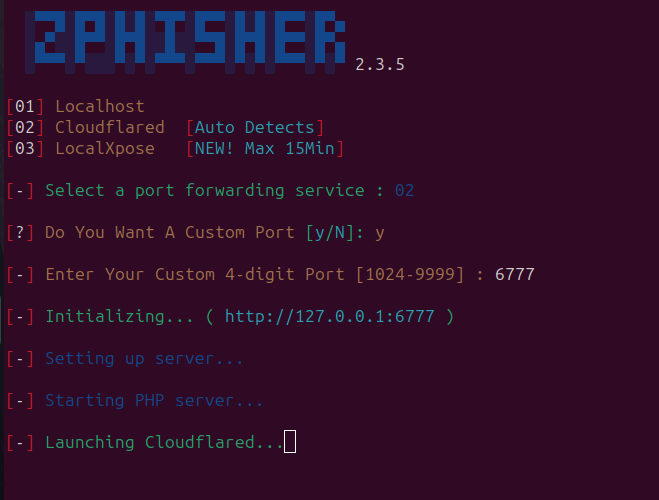 ZPHISHER 2.3.5
[01] Localhost
[02] Cloudflared [Auto Detects]
[03] LocalXpose [NEW! Max 15Min]
[-] Select a port forwarding service : 02
[?] Do You Want A Custom Port [y/N]: y
[-] Enter Your Custom 4-digit Port [1024-9999] : 6777
[-] Initializing... ( http://127.0.0.1:6777 )
[-] Setting up server...
[-] Starting PHP server...
[-] Launching Cloudflared...